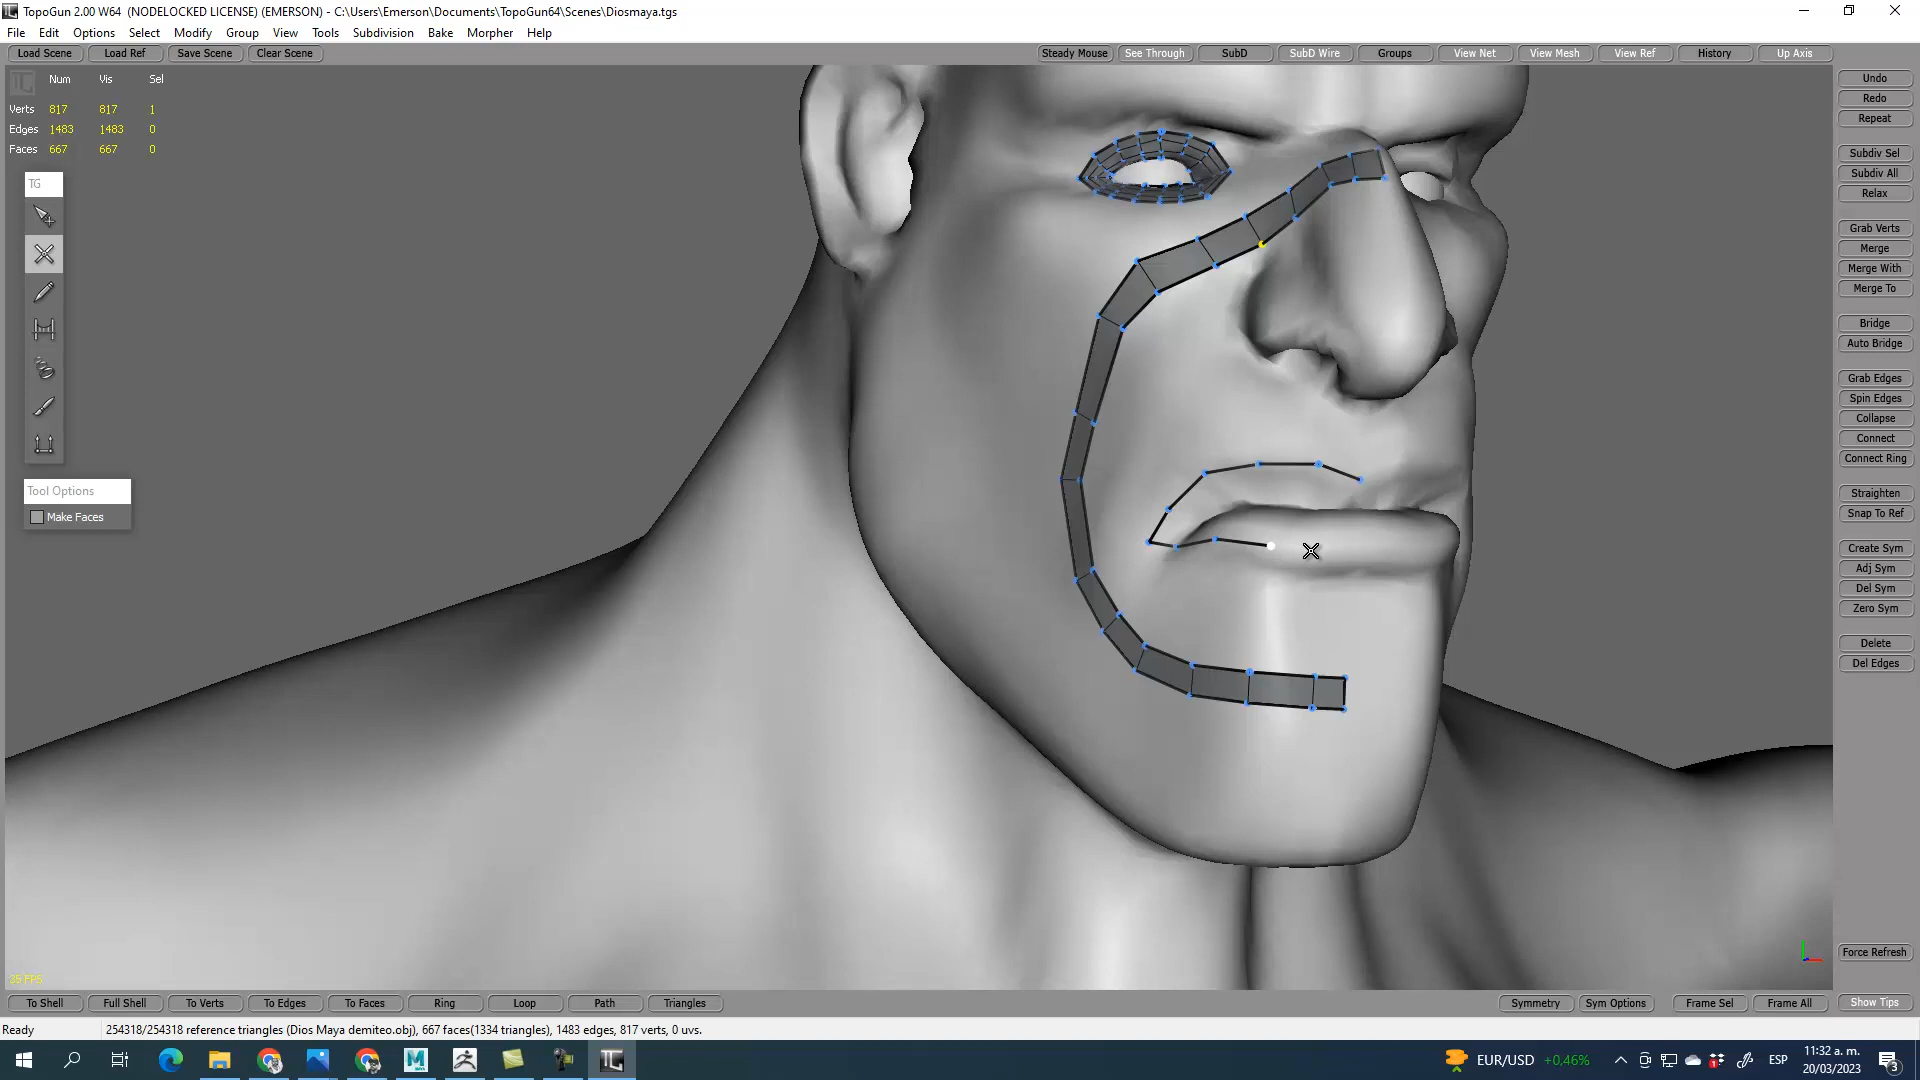 TopoGun 2.00 W64  (NODELOCKED LICENSE) (EMERSON) - C:\Users\Emerson\Documents\TopoGun64\Scenes\Diosmaya.tgs
File Edit Options Select Modify Group View Tools Subdivision Bake Morpher Help
Load Scene Load Ref Save Scene Clear Scene Steady Mouse See Through SubD SubD Wire Groups View Net View Mesh View Ref History Up Axis
Num Vis Sel
Verts 817 817 1
Edges 1483 1483 0
Faces 667 667 0
TG
Tool Options
Make Faces
Undo
Redo
Repeat
Subdiv Sel
Subdiv All
Relax
Grab Verts
Merge
Merge With
Merge To
Bridge
Auto Bridge
Grab Edges
Spin Edges
Collapse
Connect
Connect Ring
Straighten
Snap To Ref
Create Sym
Adj Sym
Del Sym
Zero Sym
Delete
Del Edges
Force Refresh
35 FPS
To Shell Full Shell To Verts To Edges To Faces Ring Loop Path Triangles Symmetry Sym Options Frame Sel Frame All Show Tips
Ready 254318/254318 reference triangles (Dios Maya demiteo.obj), 667 faces(1334 triangles), 1483 edges, 817 verts, 0 uvs.
EUR/USD +0,46% ESP 11:32 a. m.
20/03/2023 3